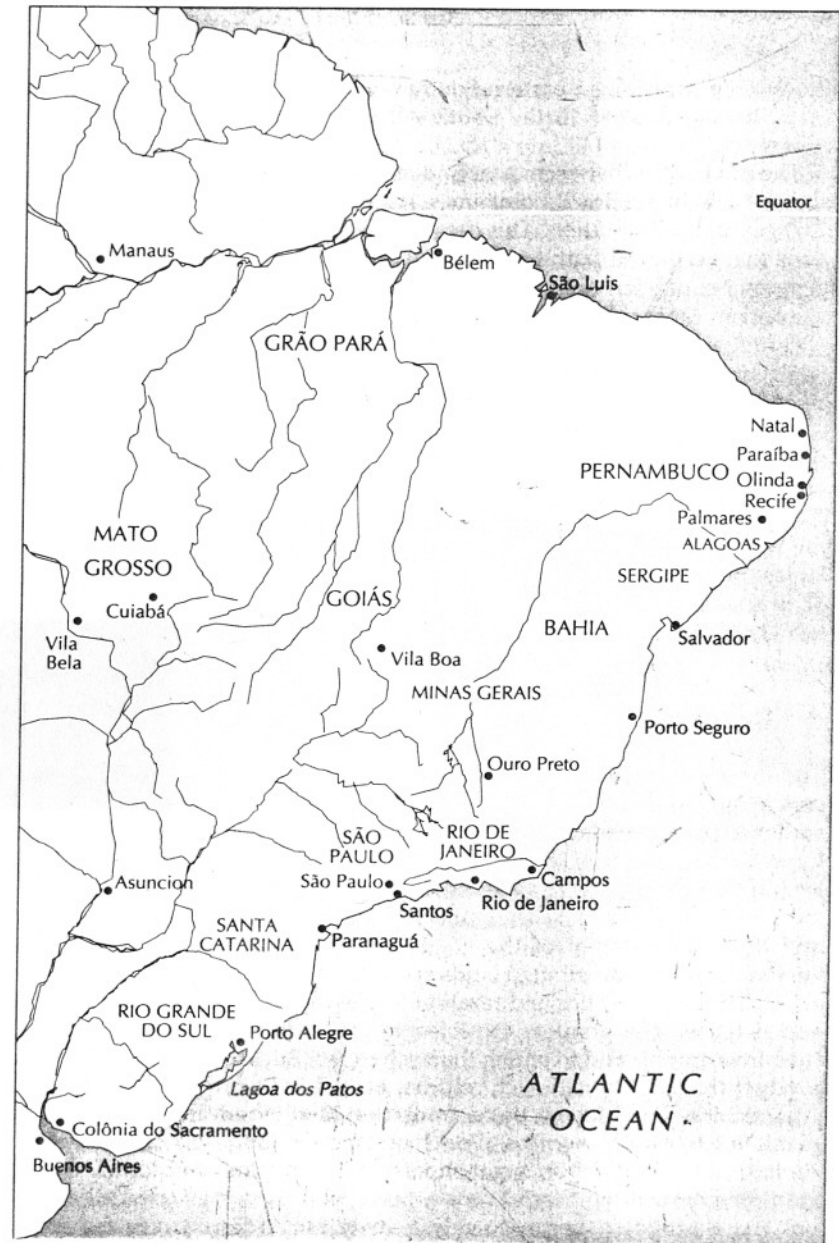 Equator
Manaus
Bélem
São Luis
GRÃO PARÁ
Natal
Paraíba
PERNAMBUCO
Olinda
Recife
Palmares
ALAGOAS
MATO
GROSSO
SERGIPE
Cuiabá
GOIÁS
Vila
Bela
BAHIA
Salvador
Vila Boa
MINAS GERAIS
Porto Seguro
Ouro Preto
SÃO
PAULO
RIO DE
JANEIRO
Asuncion
São Paulo
Campos
Santos
Rio de Janeiro
SANTA
CATARINA
Paranaguá
RIO GRANDE
DO SUL
Porto Alegre
Lagoa dos Patos
ATLANTIC
OCEAN
Colônia do Sacramento
Buenos Aires